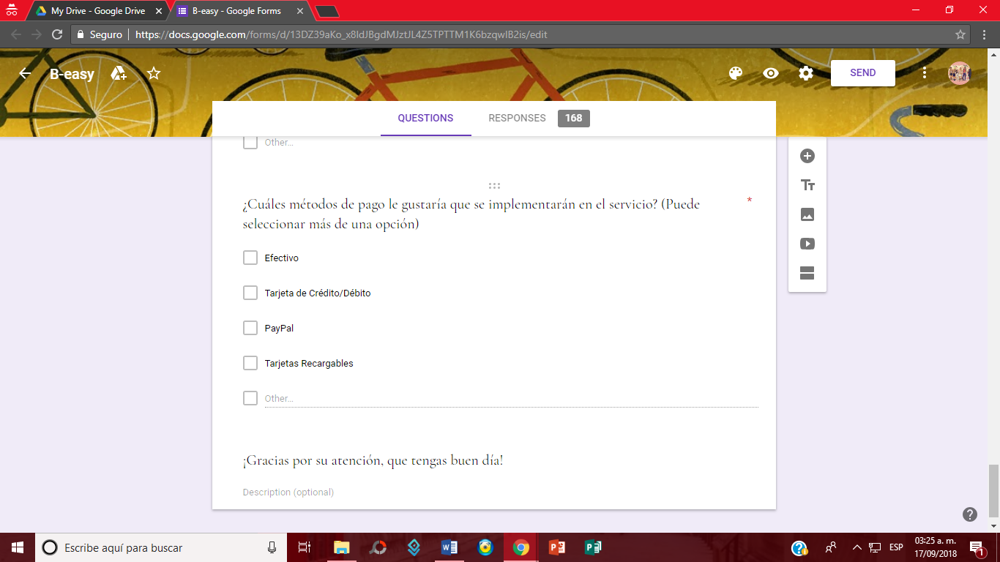 My Drive - Google Drive
B-easy - Google Forms
Seguro
https://docs.google.com/forms/d/13DZ39aKo_x8ldJBgdMJztJL4Z5TPTTM1K6bzqwlB2is/edit
B-easy
SEND
QUESTIONS
RESPONSES 168
Other...
¿Cuáles métodos de pago le gustaría que se implementarán en el servicio? (Puede *
seleccionar más de una opción)
Efectivo
Tarjeta de Crédito/Débito
PayPal
Tarjetas Recargables
Other...
¡Gracias por su atención, que tengas buen día!
Description (optional)
Escribe aquí para buscar
ESP
03:25 a. m.
17/09/2018
1